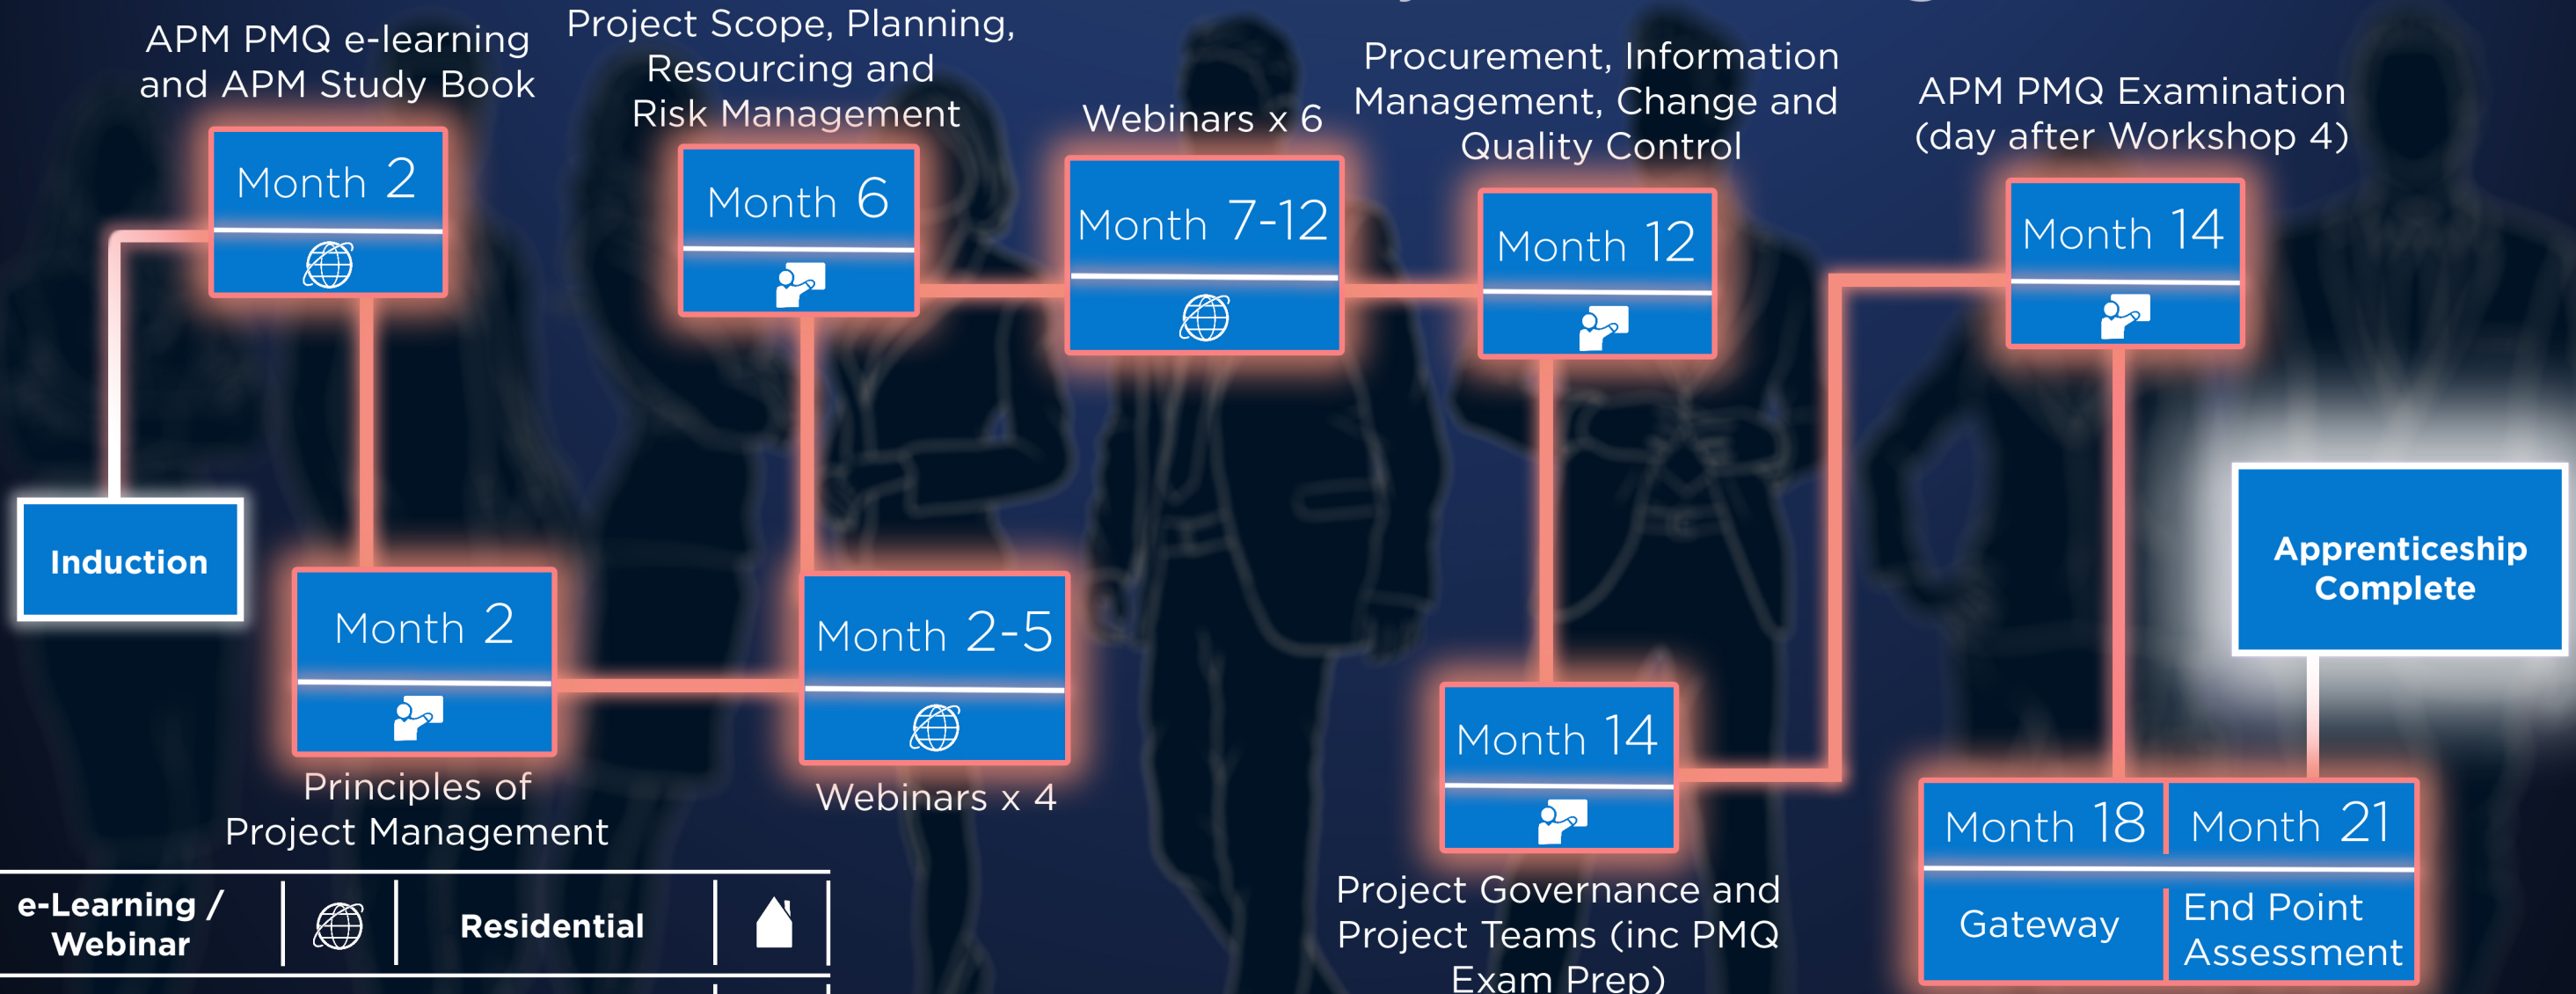 APM PMQ e-learning
and APM Study Book
Month 2
Induction
Month 2
Principles of
Project Management
Project Scope, Planning,
Resourcing and
Risk Management
Month 6
Month 2-5
Webinars x 4
Webinars x 6
Month 7-12
Procurement, Information
Management, Change and
Quality Control
Month 12
Month 14
Project Governance and
Project Teams (inc PMQ
Exam Prep)
APM PMQ Examination
(day after Workshop 4)
Month 14
Month 18
Gateway
Month 21
End Point
Assessment
Apprenticeship
Complete
e-Learning /
Webinar
Residential